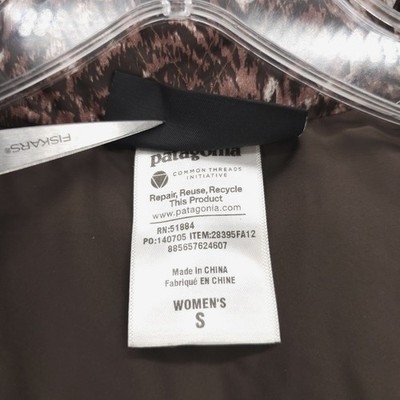 FISKARS®
patagonia
COMMON THREADS
INITIATIVE
Repair, Reuse, Recycle
This Product
www.patagonia.com
RN:51884
PO:140705 ITEM:28395FA12
885657624607
Made in CHINA
Fabriqué EN CHINE
WOMEN'S
S